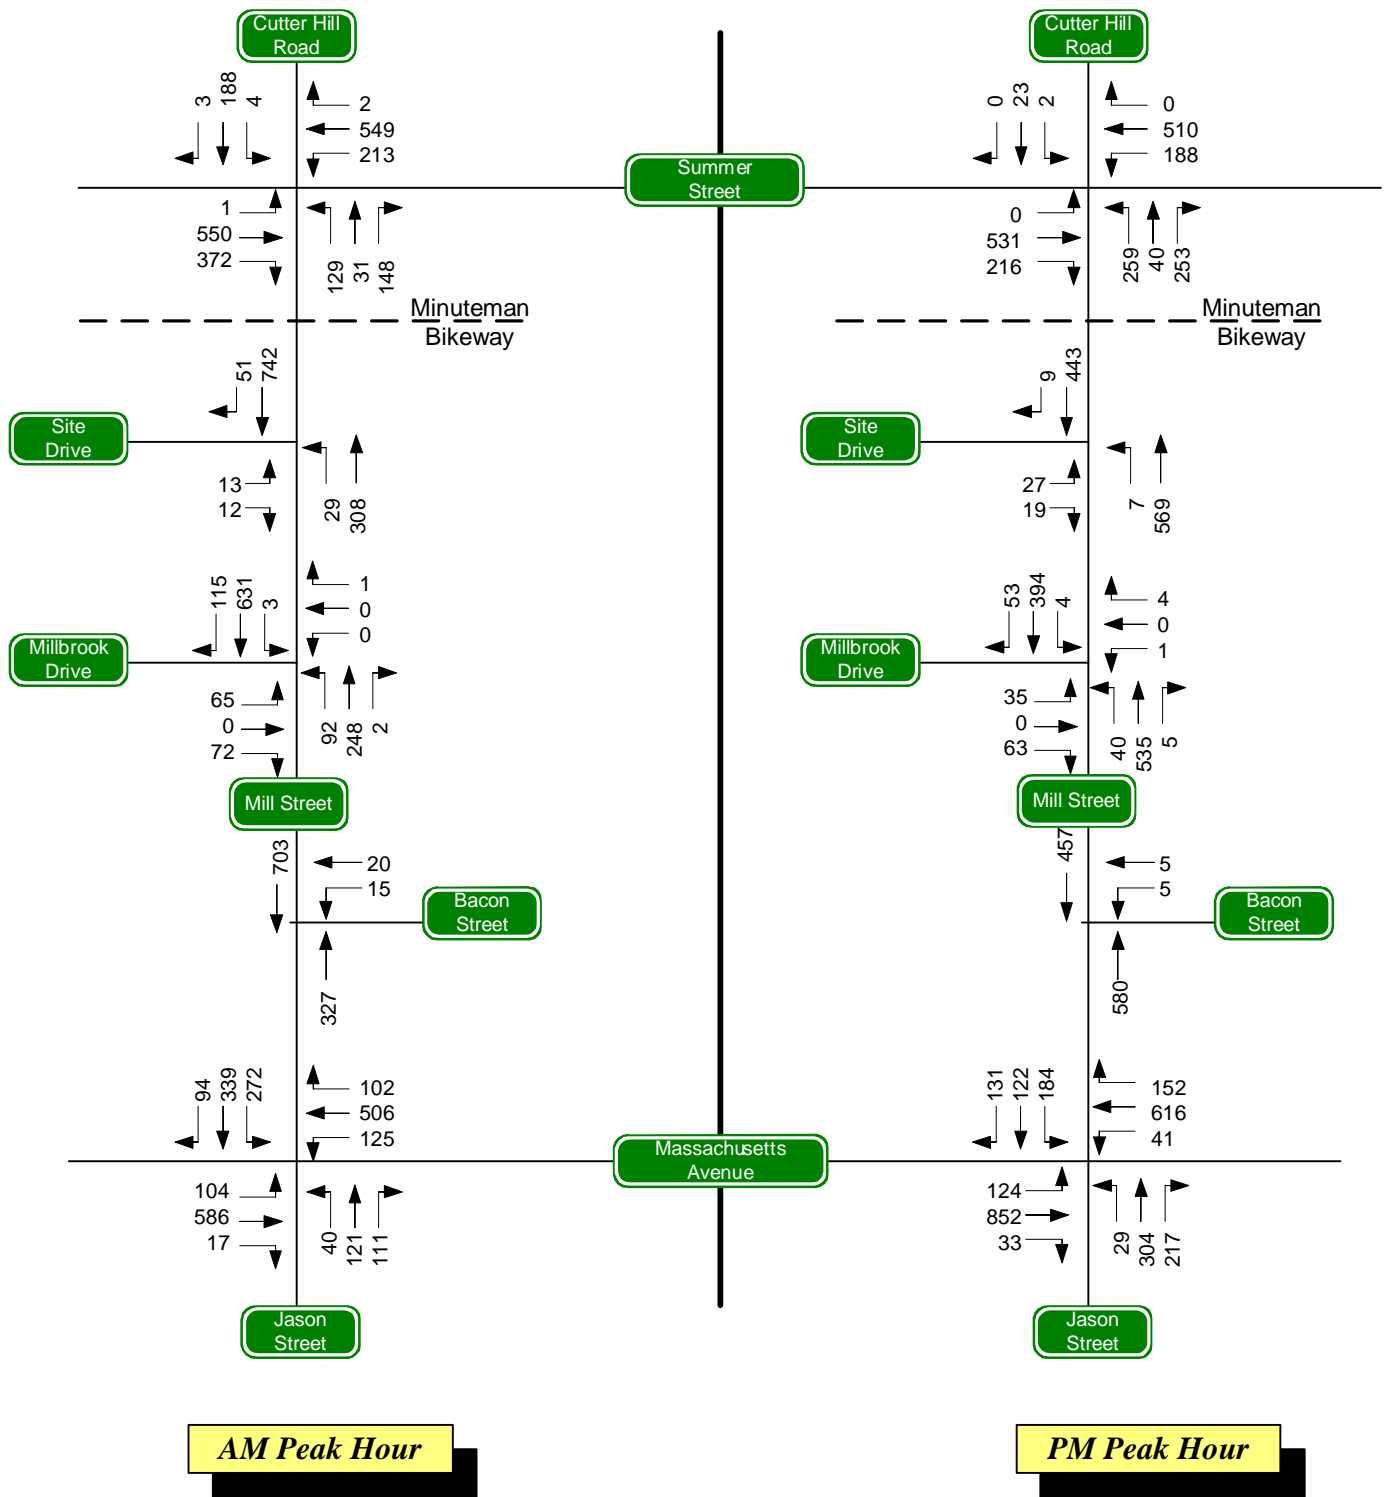 Cutter Hill
Road
3
188
4
2
549
213
1
550
372
129
31
148
Minuteman
Bikeway
51
742
Site
Drive
13
12
29
308
115
631
3
1
0
0
Millbrook
Drive
65
0
72
92
248
2
Mill Street
703
20
15
Bacon
Street
327
94
339
272
102
506
125
104
586
17
40
121
111
Jason
Street
AM Peak Hour
Summer
Street
Massachusetts
Avenue
Cutter Hill
Road
0
23
2
0
510
188
0
531
216
259
40
253
Minuteman
Bikeway
9
443
Site
Drive
27
19
7
569
53
394
4
4
0
1
Millbrook
Drive
35
0
63
40
535
5
Mill Street
457
5
5
Bacon
Street
580
131
122
184
152
616
41
124
852
33
29
304
217
Jason
Street
PM Peak Hour